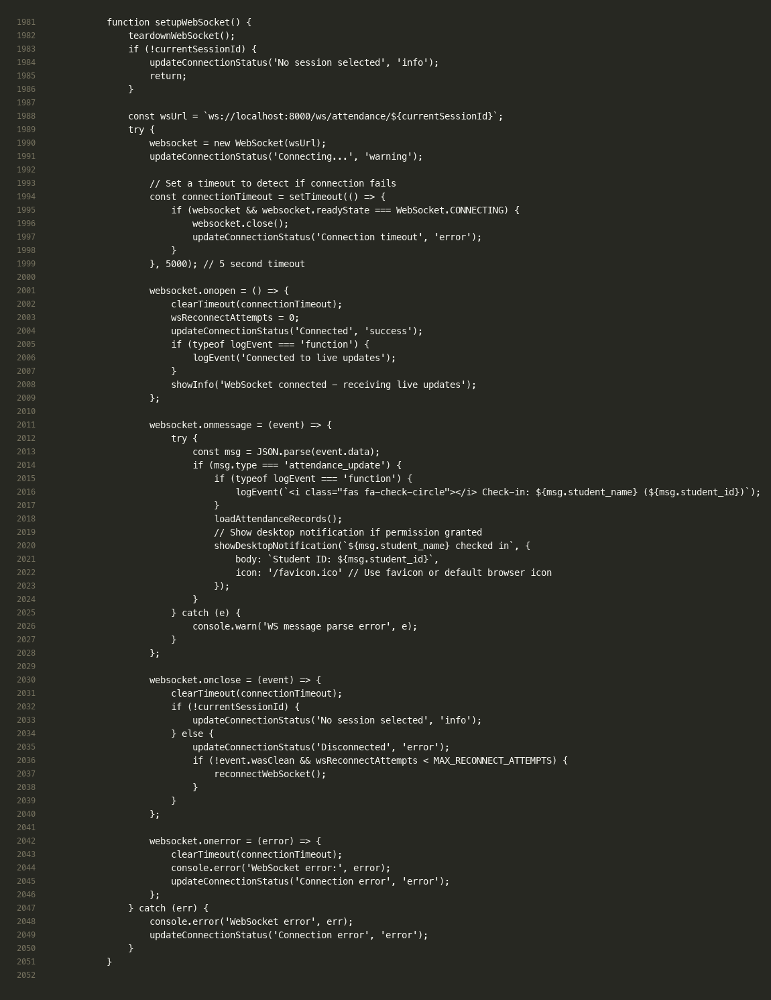 1981 function setupWebSocket() {
1982 teardownWebSocket();
1983 if (!currentSessionId) {
1984 updateConnectionStatus('No session selected', 'info');
1985 return;
1986 }
1987
1988 const wsUrl = `ws://localhost:8000/ws/attendance/${currentSessionId}`;
1989 try {
1990 websocket = new WebSocket(wsUrl);
1991 updateConnectionStatus('Connecting...', 'warning');
1992
1993 // Set a timeout to detect if connection fails
1994 const connectionTimeout = setTimeout(() => {
1995 if (websocket && websocket.readyState === WebSocket.CONNECTING) {
1996 websocket.close();
1997 updateConnectionStatus('Connection timeout', 'error');
1998 }
1999 }, 5000); // 5 second timeout
2000
2001 websocket.onopen = () => {
2002 clearTimeout(connectionTimeout);
2003 wsReconnectAttempts = 0;
2004 updateConnectionStatus('Connected', 'success');
2005 if (typeof logEvent === 'function') {
2006 logEvent('Connected to live updates');
2007 }
2008 showInfo('WebSocket connected - receiving live updates');
2009 };
2010
2011 websocket.onmessage = (event) => {
2012 try {
2013 const msg = JSON.parse(event.data);
2014 if (msg.type === 'attendance_update') {
2015 if (typeof logEvent === 'function') {
2016 logEvent(`<i class="fas fa-check-circle"></i> Check-in: ${msg.student_name} (${msg.student_id})`);
2017 }
2018 loadAttendanceRecords();
2019 // Show desktop notification if permission granted
2020 showDesktopNotification(`${msg.student_name} checked in`, {
2021 body: `Student ID: ${msg.student_id}`,
2022 icon: '/favicon.ico' // Use favicon or default browser icon
2023 });
2024 }
2025 } catch (e) {
2026 console.warn('WS message parse error', e);
2027 }
2028 };
2029
2030 websocket.onclose = (event) => {
2031 clearTimeout(connectionTimeout);
2032 if (!currentSessionId) {
2033 updateConnectionStatus('No session selected', 'info');
2034 } else {
2035 updateConnectionStatus('Disconnected', 'error');
2036 if (!event.wasClean && wsReconnectAttempts < MAX_RECONNECT_ATTEMPTS) {
2037 reconnectWebSocket();
2038 }
2039 }
2040 };
2041
2042 websocket.onerror = (error) => {
2043 clearTimeout(connectionTimeout);
2044 console.error('WebSocket error:', error);
2045 updateConnectionStatus('Connection error', 'error');
2046 };
2047 } catch (err) {
2048 console.error('WebSocket error', err);
2049 updateConnectionStatus('Connection error', 'error');
2050 }
2051 }
2052